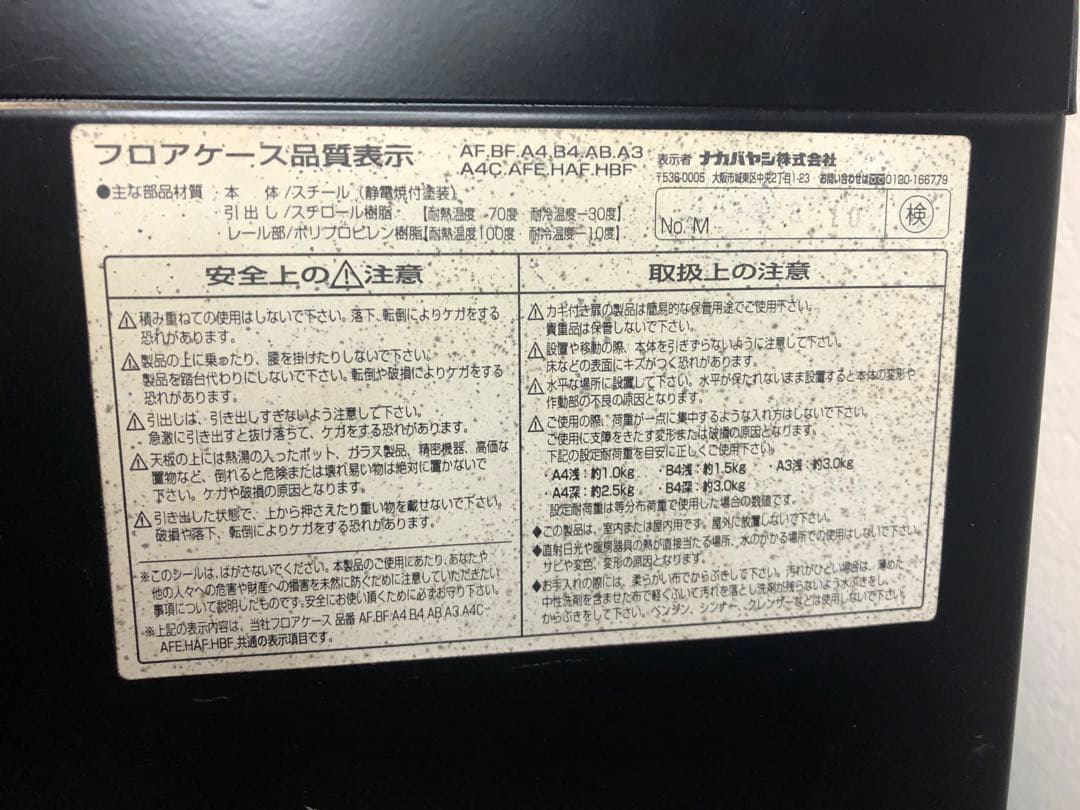 フロアケース品質表示
AF.BF.A4.B4.AB.A3
A4C.AFE.HAF.HBF
表示者 ナカバヤシ株式会社
〒536-0005 大阪市城東区中央2丁目1-23 お問い合わせは 0120-166779
●主な部品材質 ・本 体/スチール(静電焼付塗装)
・引出し/スチロール樹脂【耐熱温度 70度 耐冷温度−30度】
・レール部/ポリプロピレン樹脂【耐熱温度100度 耐冷温度−10度】
No. M 10 検
安全上の⚠注意
⚠積み重ねての使用はしないで下さい。落下、転倒によりケガをする
恐れがあります。
⚠製品の上に乗ったり、腰を掛けたりしないで下さい。
製品を踏台代わりにしないで下さい。転倒や破損によりケガをする
恐れがあります。
⚠引出しは、引き出しすぎないよう注意して下さい。
急激に引き出すと抜け落ちて、ケガをする恐れがあります。
⚠天板の上には熱湯の入ったポット、ガラス製品、精密機器、高価な
置物など、倒れると危険または壊れ易い物は絶対に置かないで
下さい。ケガや破損の原因となります。
⚠引き出した状態で、上から押さえたり重い物を載せないで下さい。
破損や落下、転倒によりケガをする恐れがあります。
※このシールは、はがさないでください。本製品のご使用にあたり、あなたや
他の人々への危害や財産への損害を未然に防ぐために注意していただきたい
事項について説明したものです。安全にお使い頂くために必ずお守り下さい。
※上記の表示内容は、当社フロアケース 品番 AF.BF.A4.B4.AB.A3.A4C
AFE.HAF.HBF.共通の表示項目です。
取扱上の注意
⚠カギ付き扉の製品は簡易的な保管用途でご使用下さい。
貴重品は保管しないで下さい。
⚠設置や移動の際、本体を引きずらないように注意して下さい。
床などの表面にキズがつく恐れがあります。
⚠水平な場所に設置して下さい。水平が保たれないまま設置すると本体の変形や
作動部の不良の原因となります。
⚠ご使用の際、荷重が一点に集中するような入れ方はしないで下さい。
ご使用に支障をきたす変形または破損の原因となります。
下記の設定耐荷重を目安に正しくご使用下さい。
・A4浅：約1.0kg ・B4浅：約1.5kg ・A3浅：約3.0kg
・A4深：約2.5kg ・B4深：約3.0kg
設定耐荷重は等分布荷重で使用した場合の数値です。
◆この製品は、室内または屋内用です。屋外に放置しないで下さい。
◆直射日光や暖房器具の熱が直接当たる場所、水のかかる場所での使用はしないで下さい。
サビや変色、変形の原因となります。
◆お手入れの際には、柔らかい布でからぶきして下さい。汚れがひどい場合は、薄めた
中性洗剤を含ませた布で軽くふいて汚れを落とし洗剤が残らないよう水ぶきをし、
からぶきをして下さい。ベンジン、シンナー、クレンザーなどは使用しないで下さい。